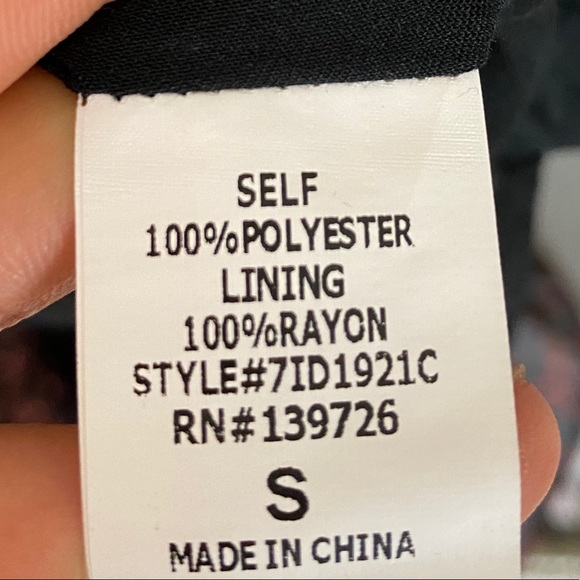 SELF
100%POLYESTER
LINING
100%RAYON
STYLE#7ID1921C
RN#139726
S
MADE IN CHINA